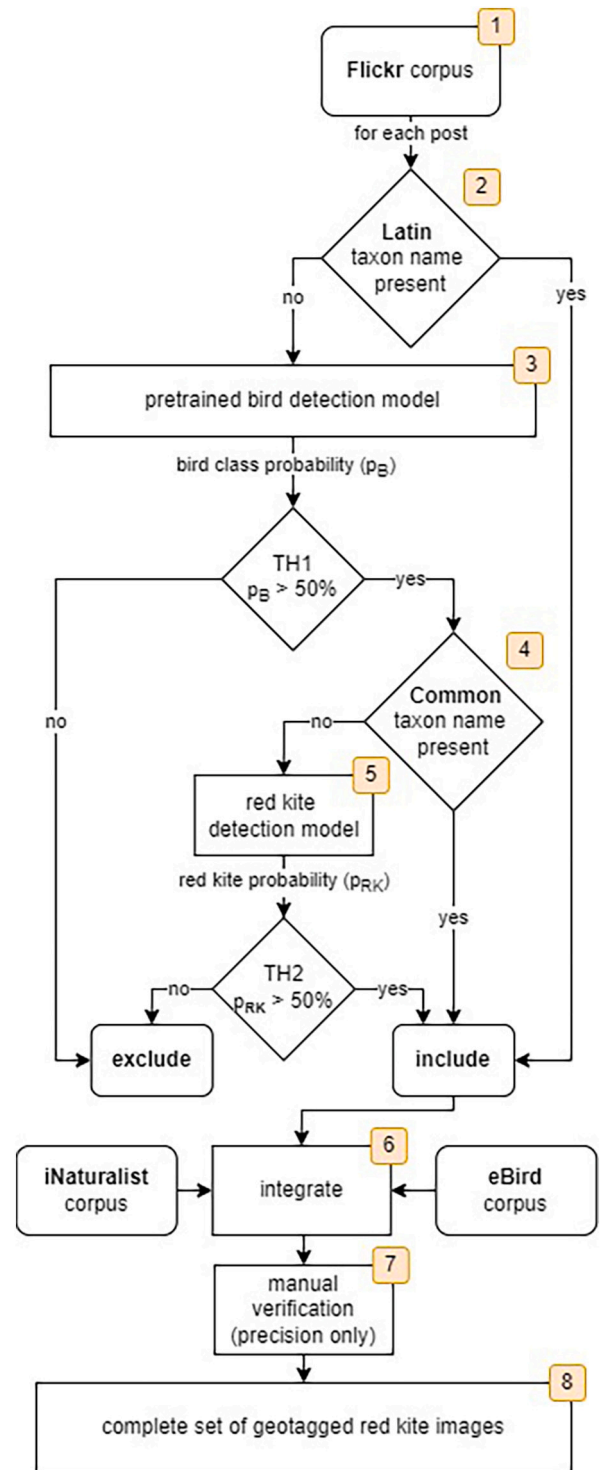 1
Flickr corpus
for each post
2
Latin
taxon name
present
no
yes
3
pretrained bird detection model
bird class probability (pB)
TH1
pB > 50%
yes
4
no
Common
taxon name
present
no
5
red kite
detection model
red kite probability (pRK)
yes
TH2
pRK > 50%
no
yes
exclude
include
6
iNaturalist
corpus
integrate
eBird
corpus
7
manual
verification
(precision only)
8
complete set of geotagged red kite images